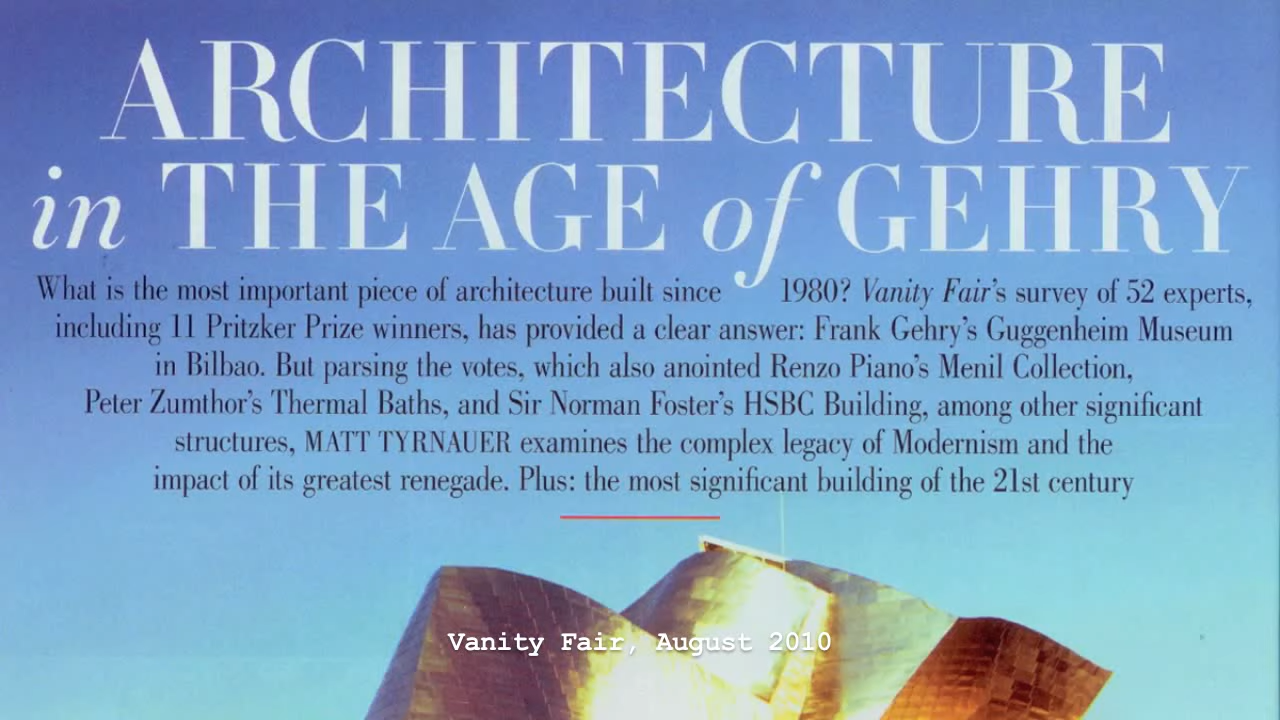 ARCHITECTURE
in THE AGE of GEHRY
What is the most important piece of architecture built since 1980? Vanity Fair's survey of 52 experts,
including 11 Pritzker Prize winners, has provided a clear answer: Frank Gehry's Guggenheim Museum
in Bilbao. But parsing the votes, which also anointed Renzo Piano's Menil Collection,
Peter Zumthor's Thermal Baths, and Sir Norman Foster's HSBC Building, among other significant
structures, MATT TYRNAUER examines the complex legacy of Modernism and the
impact of its greatest renegade. Plus: the most significant building of the 21st century
Vanity Fair, August 2010